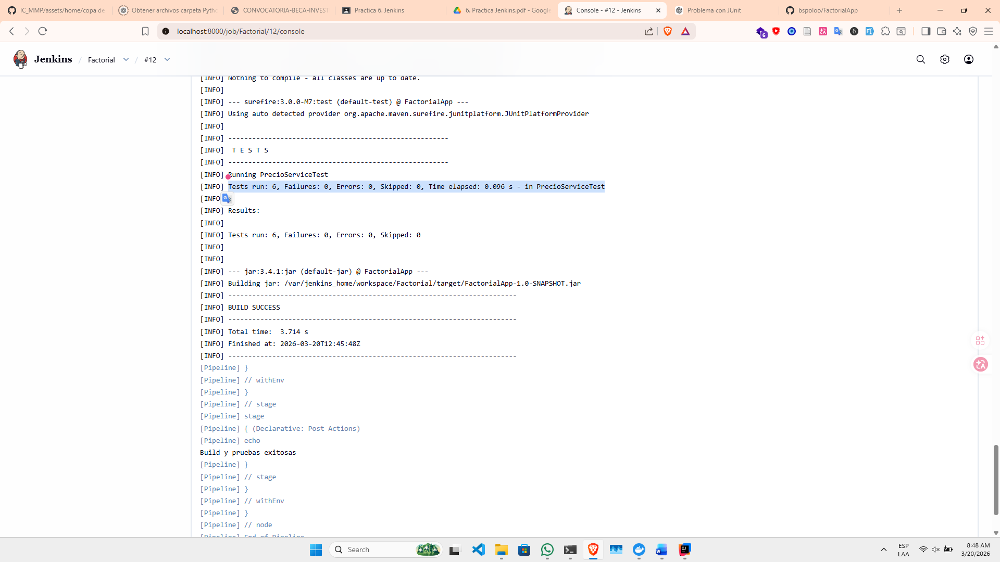 IC_MMP/assets/home/copa de
Obtener archivos carpeta Pytho
CONVOCATORIA-BECA-INVEST
Practica 6. Jenkins
6. Practica Jenkins.pdf - Google
Console - #12 - Jenkins
Problema con JUnit
bspoloo/FactorialApp
localhost:8000/job/Factorial/12/console
6
Jenkins / Factorial / #12
[INFO] Nothing to compile - all classes are up to date.
[INFO]
[INFO] --- surefire:3.0.0-M7:test (default-test) @ FactorialApp ---
[INFO] Using auto detected provider org.apache.maven.surefire.junitplatform.JUnitPlatformProvider
[INFO]
[INFO] -------------------------------------------------------
[INFO]  T E S T S
[INFO] -------------------------------------------------------
[INFO] Running PrecioServiceTest
[INFO] Tests run: 6, Failures: 0, Errors: 0, Skipped: 0, Time elapsed: 0.096 s - in PrecioServiceTest
[INFO
[INFO] Results:
[INFO]
[INFO] Tests run: 6, Failures: 0, Errors: 0, Skipped: 0
[INFO]
[INFO]
[INFO] --- jar:3.4.1:jar (default-jar) @ FactorialApp ---
[INFO] Building jar: /var/jenkins_home/workspace/Factorial/target/FactorialApp-1.0-SNAPSHOT.jar
[INFO] ------------------------------------------------------------------------
[INFO] BUILD SUCCESS
[INFO] ------------------------------------------------------------------------
[INFO] Total time:  3.714 s
[INFO] Finished at: 2026-03-20T12:45:48Z
[INFO] ------------------------------------------------------------------------
[Pipeline] }
[Pipeline] // withEnv
[Pipeline] }
[Pipeline] // stage
[Pipeline] stage
[Pipeline] { (Declarative: Post Actions)
[Pipeline] echo
Build y pruebas exitosas
[Pipeline] }
[Pipeline] // stage
[Pipeline] }
[Pipeline] // withEnv
[Pipeline] }
[Pipeline] // node
[Pipeline] End of Pipeline
Search
ESP
LAA
8:48 AM
3/20/2026